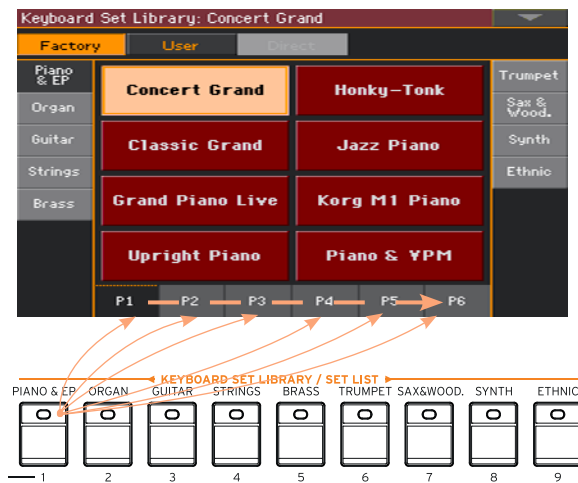 Keyboard Set Library: Concert Grand
Factory User Direct
Piano & EP
Organ
Guitar
Strings
Brass
Concert Grand Honky-Tonk
Classic Grand Jazz Piano
Grand Piano Live Korg M1 Piano
Upright Piano Piano & ¥PM
Trumpet
Sax & Wood.
Synth
Ethnic
P1 P2 P3 P4 P5 P6
KEYBOARD SET LIBRARY / SET LIST
PIANO & EP ORGAN GUITAR STRINGS BRASS TRUMPET SAX&WOOD. SYNTH ETHNIC
1 2 3 4 5 6 7 8 9